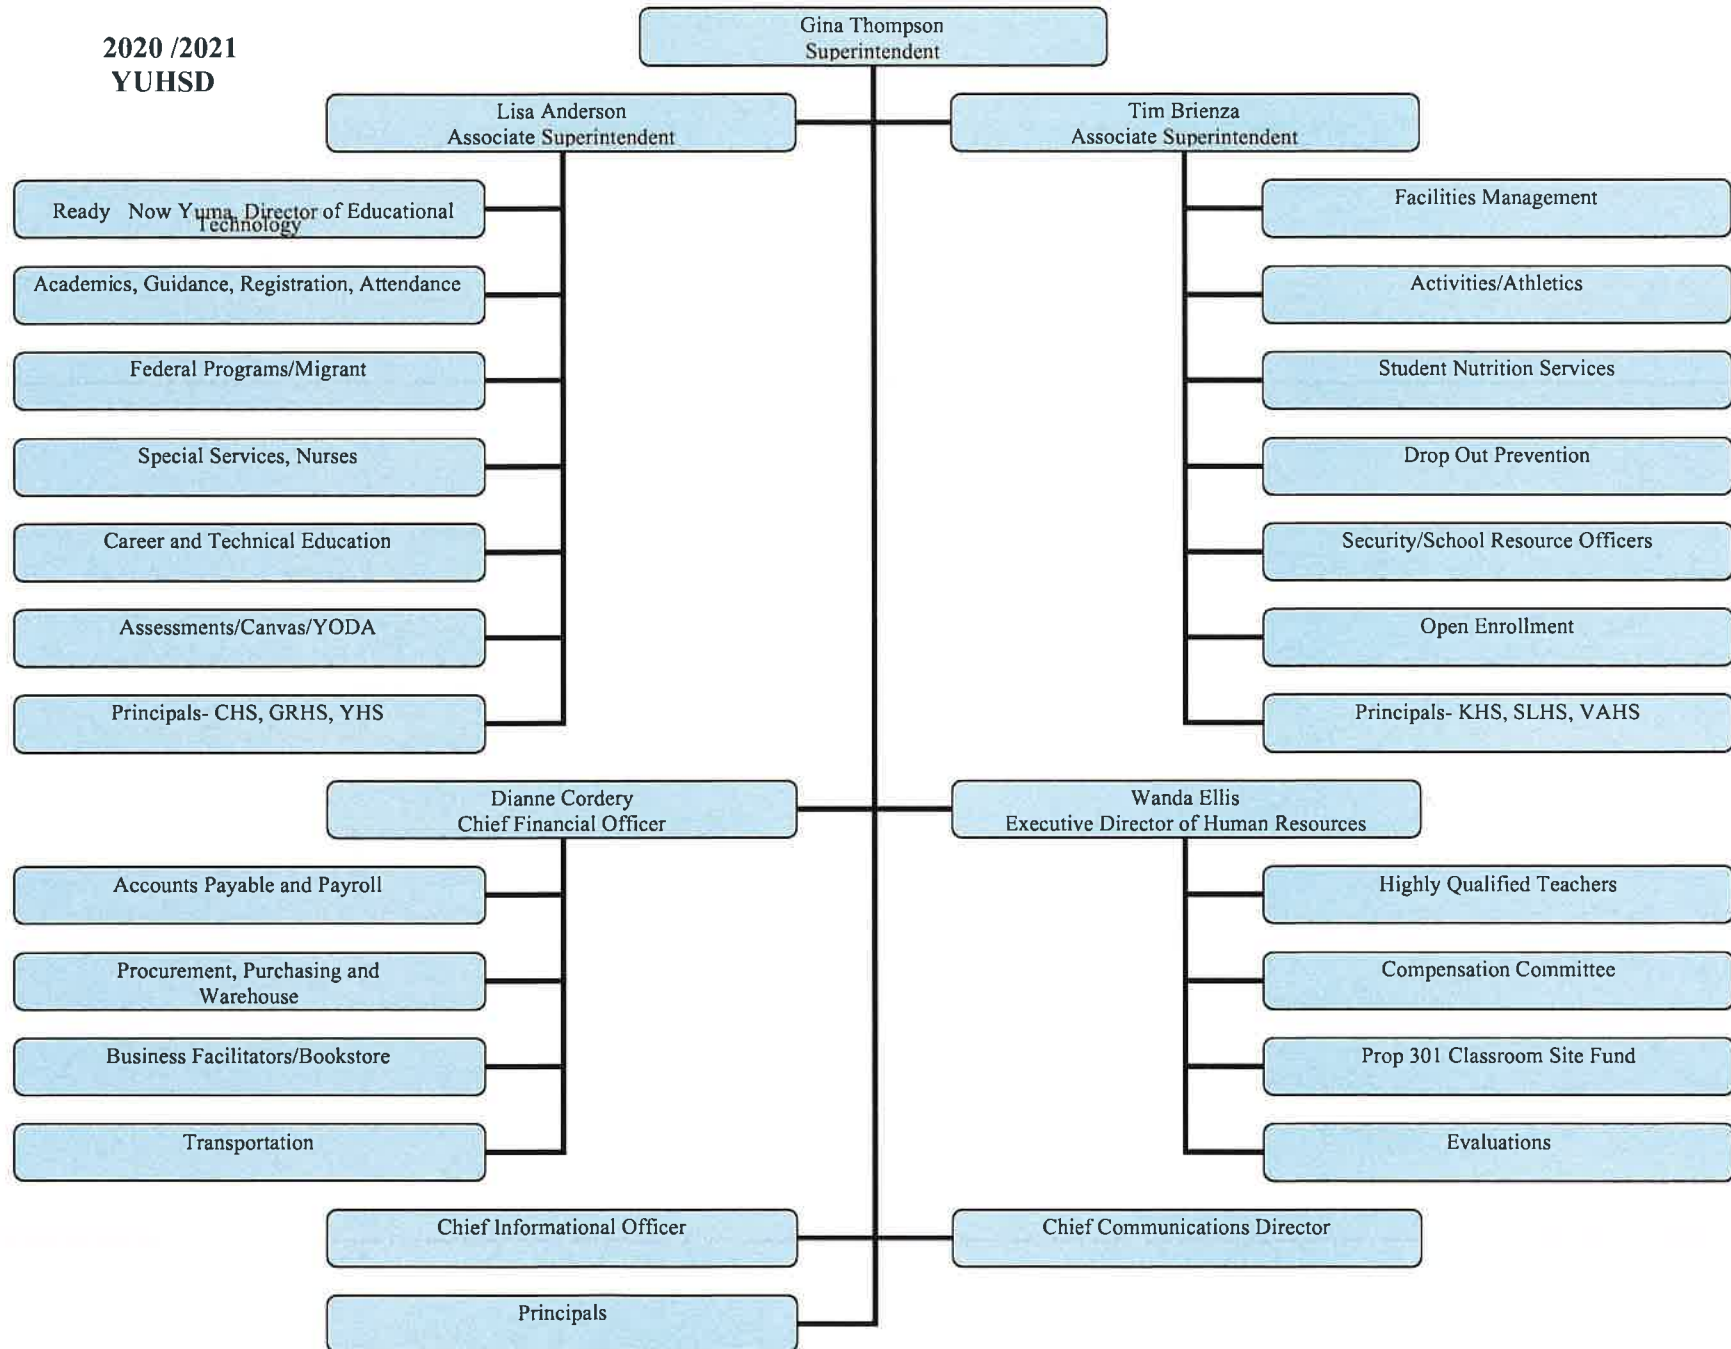 2020 /2021
YUHSD
Gina Thompson
Superintendent
Lisa Anderson
Associate Superintendent
Tim Brienza
Associate Superintendent
Ready Now Yuma, Director of Educational
Technology
Academics, Guidance, Registration, Attendance
Federal Programs/Migrant
Special Services, Nurses
Career and Technical Education
Assessments/Canvas/YODA
Principals- CHS, GRHS, YHS
Facilities Management
Activities/Athletics
Student Nutrition Services
Drop Out Prevention
Security/School Resource Officers
Open Enrollment
Principals- KHS, SLHS, VAHS
Dianne Cordery
Chief Financial Officer
Wanda Ellis
Executive Director of Human Resources
Accounts Payable and Payroll
Procurement, Purchasing and
Warehouse
Business Facilitators/Bookstore
Transportation
Highly Qualified Teachers
Compensation Committee
Prop 301 Classroom Site Fund
Evaluations
Chief Informational Officer
Chief Communications Director
Principals